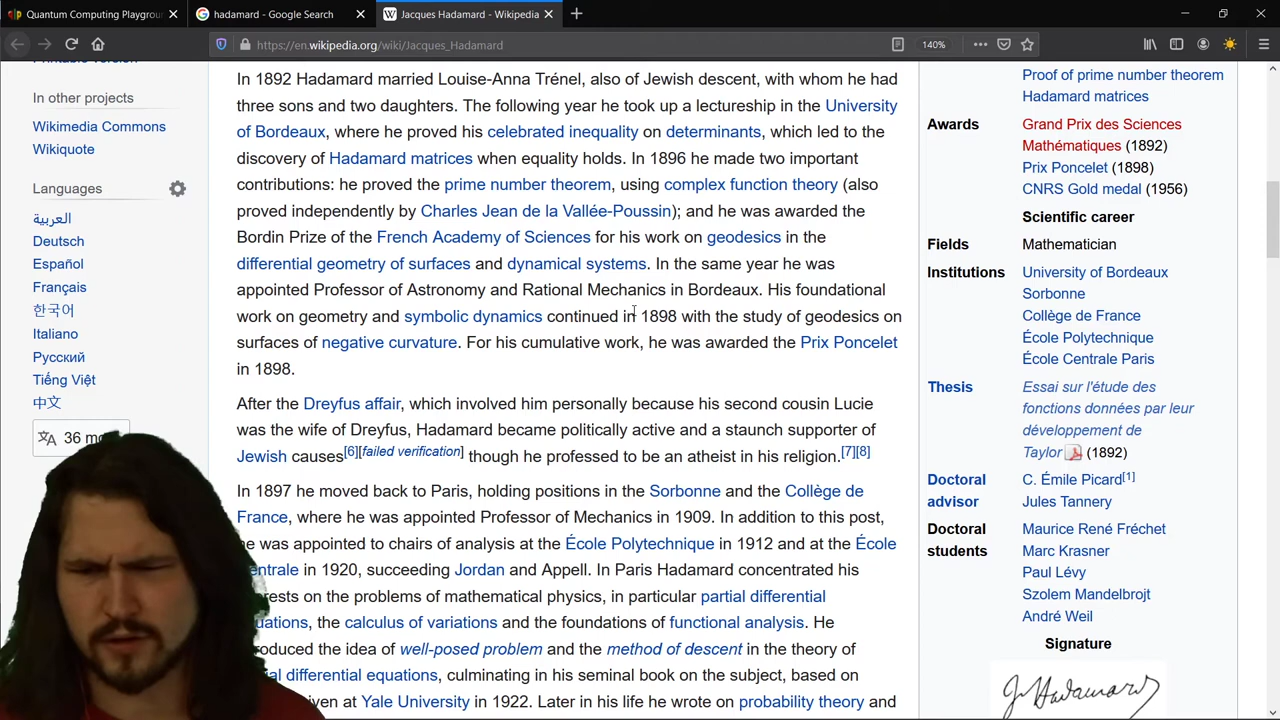 Quantum Computing Playgroun
hadamard - Google Search
Jacques Hadamard - Wikipedia
https://en.wikipedia.org/wiki/Jacques_Hadamard
140%
In other projects
Wikimedia Commons
Wikiquote
Languages
العربية
Deutsch
Español
Français
한국어
Italiano
Русский
Tiếng Việt
中文
In 1892 Hadamard married Louise-Anna Trénel, also of Jewish descent, with whom he had
three sons and two daughters. The following year he took up a lectureship in the University
of Bordeaux, where he proved his celebrated inequality on determinants, which led to the
discovery of Hadamard matrices when equality holds. In 1896 he made two important
contributions: he proved the prime number theorem, using complex function theory (also
proved independently by Charles Jean de la Vallée-Poussin); and he was awarded the
Bordin Prize of the French Academy of Sciences for his work on geodesics in the
differential geometry of surfaces and dynamical systems. In the same year he was
appointed Professor of Astronomy and Rational Mechanics in Bordeaux. His foundational
work on geometry and symbolic dynamics continued in 1898 with the study of geodesics on
surfaces of negative curvature. For his cumulative work, he was awarded the Prix Poncelet
in 1898.
After the Dreyfus affair, which involved him personally because his second cousin Lucie
was the wife of Dreyfus, Hadamard became politically active and a staunch supporter of
Jewish causes[6][failed verification] though he professed to be an atheist in his religion.[7][8]
In 1897 he moved back to Paris, holding positions in the Sorbonne and the Collège de
France, where he was appointed Professor of Mechanics in 1909. In addition to this post,
he was appointed to chairs of analysis at the École Polytechnique in 1912 and at the École
in 1920, succeeding Jordan and Appell. In Paris Hadamard concentrated his
on the problems of mathematical physics, in particular partial differential
the calculus of variations and the foundations of functional analysis. He
the idea of well-posed problem and the method of descent in the theory of
differential equations, culminating in his seminal book on the subject, based on
at Yale University in 1922. Later in his life he wrote on probability theory and
Proof of prime number theorem
Hadamard matrices
Awards Grand Prix des Sciences
Mathématiques (1892)
Prix Poncelet (1898)
CNRS Gold medal (1956)
Scientific career
Fields Mathematician
Institutions University of Bordeaux
Sorbonne
Collège de France
École Polytechnique
École Centrale Paris
Thesis Essai sur l'étude des
fonctions données par leur
développement de
Taylor (1892)
Doctoral C. Émile Picard[1]
advisor Jules Tannery
Doctoral Maurice René Fréchet
students Marc Krasner
Paul Lévy
Szolem Mandelbrojt
André Weil
Signature
J Hadamard